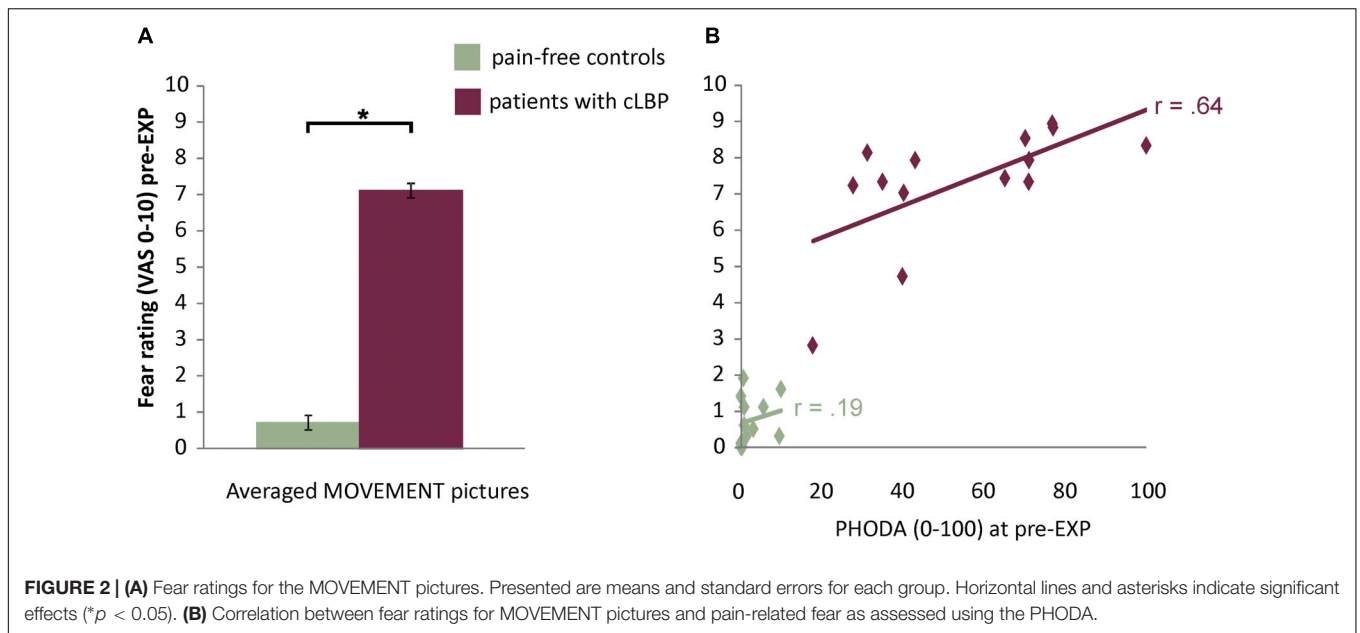 A
pain-free controls
patients with cLBP
Fear rating (VAS 0-10) pre-EXP
10
9
8
7
6
5
4
3
2
1
0
*
Averaged MOVEMENT pictures
B
10
9
8
7
6
5
4
3
2
1
0
r = .64
r = .19
0 20 40 60 80 100
PHODA (0-100) at pre-EXP
FIGURE 2 | (A) Fear ratings for the MOVEMENT pictures. Presented are means and standard errors for each group. Horizontal lines and asterisks indicate significant
effects (*p < 0.05). (B) Correlation between fear ratings for MOVEMENT pictures and pain-related fear as assessed using the PHODA.